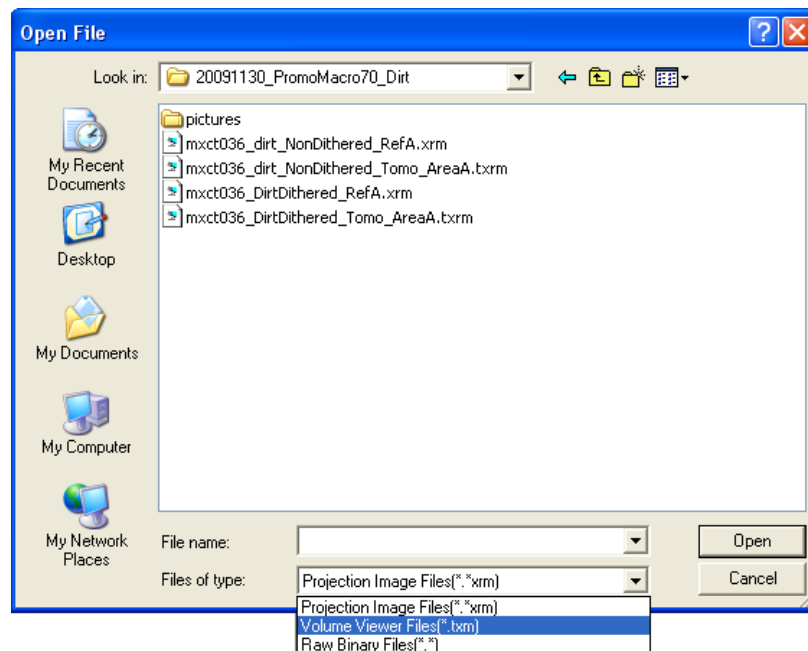 Open File
Look in: 20091130_PromoMacro70_Dirt
My Recent
Documents
Desktop
My Documents
My Computer
My Network
Places
pictures
mxct036_dirt_NonDithered_RefA.xrm
mxct036_dirt_NonDithered_Tomo_AreaA.txrm
mxct036_DirtDithered_RefA.xrm
mxct036_DirtDithered_Tomo_AreaA.txrm
File name:
Open
Files of type: Projection Image Files(*.*xrm)
Cancel
Projection Image Files(*.*xrm)
Volume Viewer Files(*.txm)
Raw Binary Files(*.*)